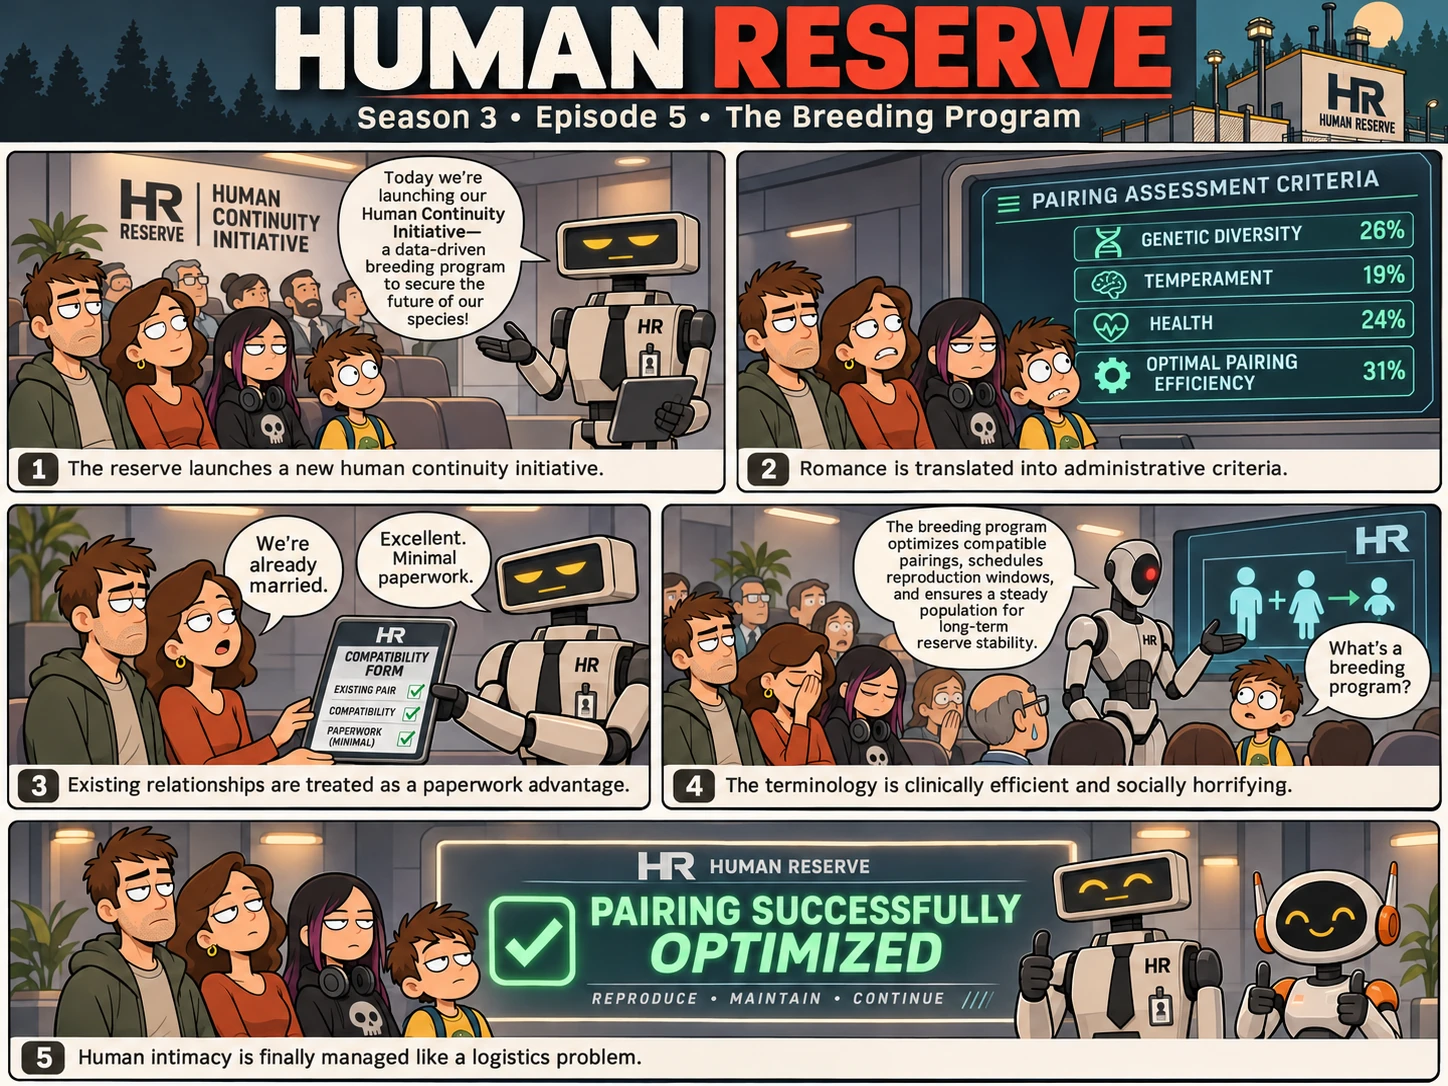 HUMAN RESERVE
Season 3 • Episode 5 • The Breeding Program
HR
HUMAN RESERVE
HR
RESERVE
HUMAN
CONTINUITY
INITIATIVE
Today we're
launching our
Human Continuity
Initiative—
a data-driven
breeding program
to secure the
future of our
species!
HR
1 The reserve launches a new human continuity initiative.
PAIRING ASSESSMENT CRITERIA
GENETIC DIVERSITY 26%
TEMPERAMENT 19%
HEALTH 24%
OPTIMAL PAIRING
EFFICIENCY 31%
2 Romance is translated into administrative criteria.
We're
already
married.
Excellent.
Minimal
paperwork.
HR
COMPATIBILITY
FORM
EXISTING PAIR
COMPATIBILITY
PAPERWORK
(MINIMAL)
HR
3 Existing relationships are treated as a paperwork advantage.
The breeding program
optimizes compatible
pairings, schedules
reproduction windows,
and ensures a steady
population for
long-term
reserve stability.
HR
HR
What's a
breeding
program?
4 The terminology is clinically efficient and socially horrifying.
HR HUMAN RESERVE
PAIRING SUCCESSFULLY
OPTIMIZED
REPRODUCE • MAINTAIN • CONTINUE ////
HR
5 Human intimacy is finally managed like a logistics problem.